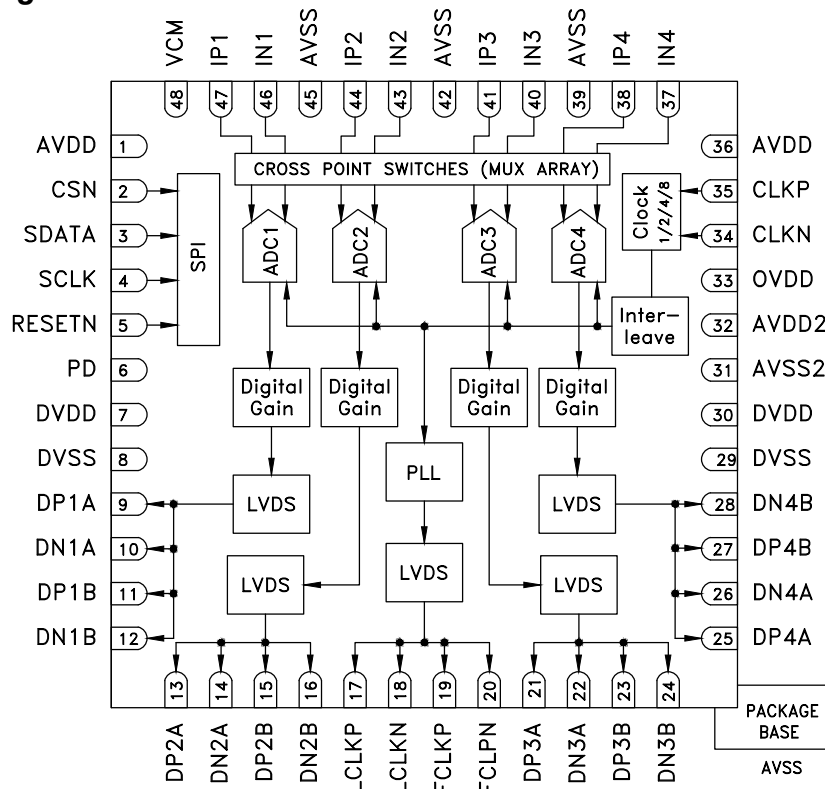 VCM IP1 IN1 AVSS IP2 IN2 AVSS IP3 IN3 AVSS IP4 IN4
48 47 46 45 44 43 42 41 40 39 38 37
AVDD 1
CSN 2
SDATA 3
SCLK 4
RESETN 5
PD 6
DVDD 7
DVSS 8
DP1A 9
DN1A 10
DP1B 11
DN1B 12
CROSS POINT SWITCHES (MUX ARRAY)
SPI
ADC1 ADC2 ADC3 ADC4
Clock
1/2/4/8
Inter-
leave
Digital
Gain
Digital
Gain
Digital
Gain
Digital
Gain
PLL
LVDS
LVDS
LVDS
LVDS
LVDS
36 AVDD
35 CLKP
34 CLKN
33 OVDD
32 AVDD2
31 AVSS2
30 DVDD
29 DVSS
28 DN4B
27 DP4B
26 DN4A
25 DP4A
13 14 15 16 17 18 19 20 21 22 23 24
DP2A DN2A DP2B DN2B LCLKP LCLKN FCLKP FCLPN DP3A DN3A DP3B DN3B
PACKAGE
BASE
AVSS